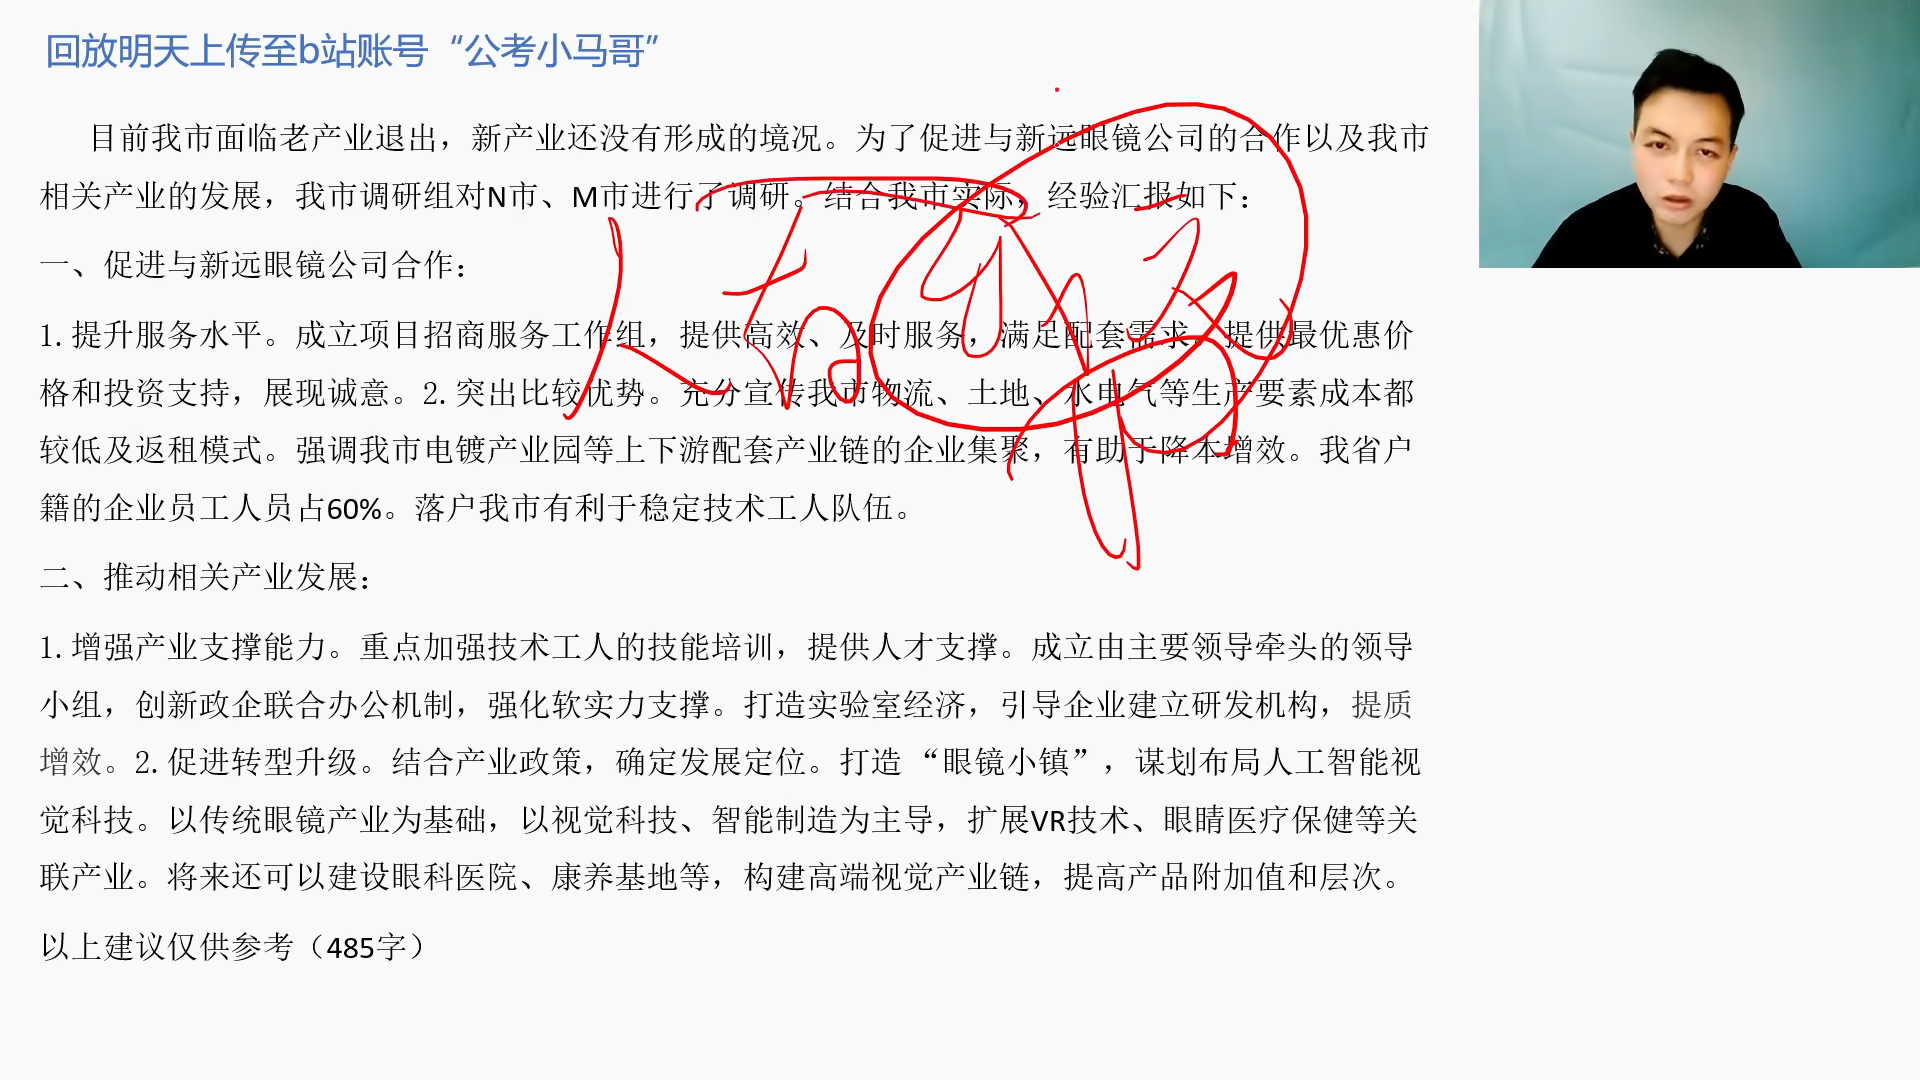 回放明天上传至b站账号“公考小马哥”
目前我市面临老产业退出，新产业还没有形成的境况。为了促进与新远眼镜公司的合作以及我市
相关产业的发展，我市调研组对N市、M市进行了调研。结合我市实际，经验汇报如下：
一、促进与新远眼镜公司合作：
1.提升服务水平。成立项目招商服务工作组，提供高效、及时服务，满足配套需求。提供最优惠价
格和投资支持，展现诚意。2.突出比较优势。充分宣传我市物流、土地、水电气等生产要素成本都
较低及返租模式。强调我市电镀产业园等上下游配套产业链的企业集聚，有助于降本增效。我省户
籍的企业员工人员占60%。落户我市有利于稳定技术工人队伍。
二、推动相关产业发展：
1.增强产业支撑能力。重点加强技术工人的技能培训，提供人才支撑。成立由主要领导牵头的领导
小组，创新政企联合办公机制，强化软实力支撑。打造实验室经济，引导企业建立研发机构，提质
增效。2.促进转型升级。结合产业政策，确定发展定位。打造“眼镜小镇”，谋划布局人工智能视
觉科技。以传统眼镜产业为基础，以视觉科技、智能制造为主导，扩展VR技术、眼睛医疗保健等关
联产业。将来还可以建设眼科医院、康养基地等，构建高端视觉产业链，提高产品附加值和层次。
以上建议仅供参考（485字）